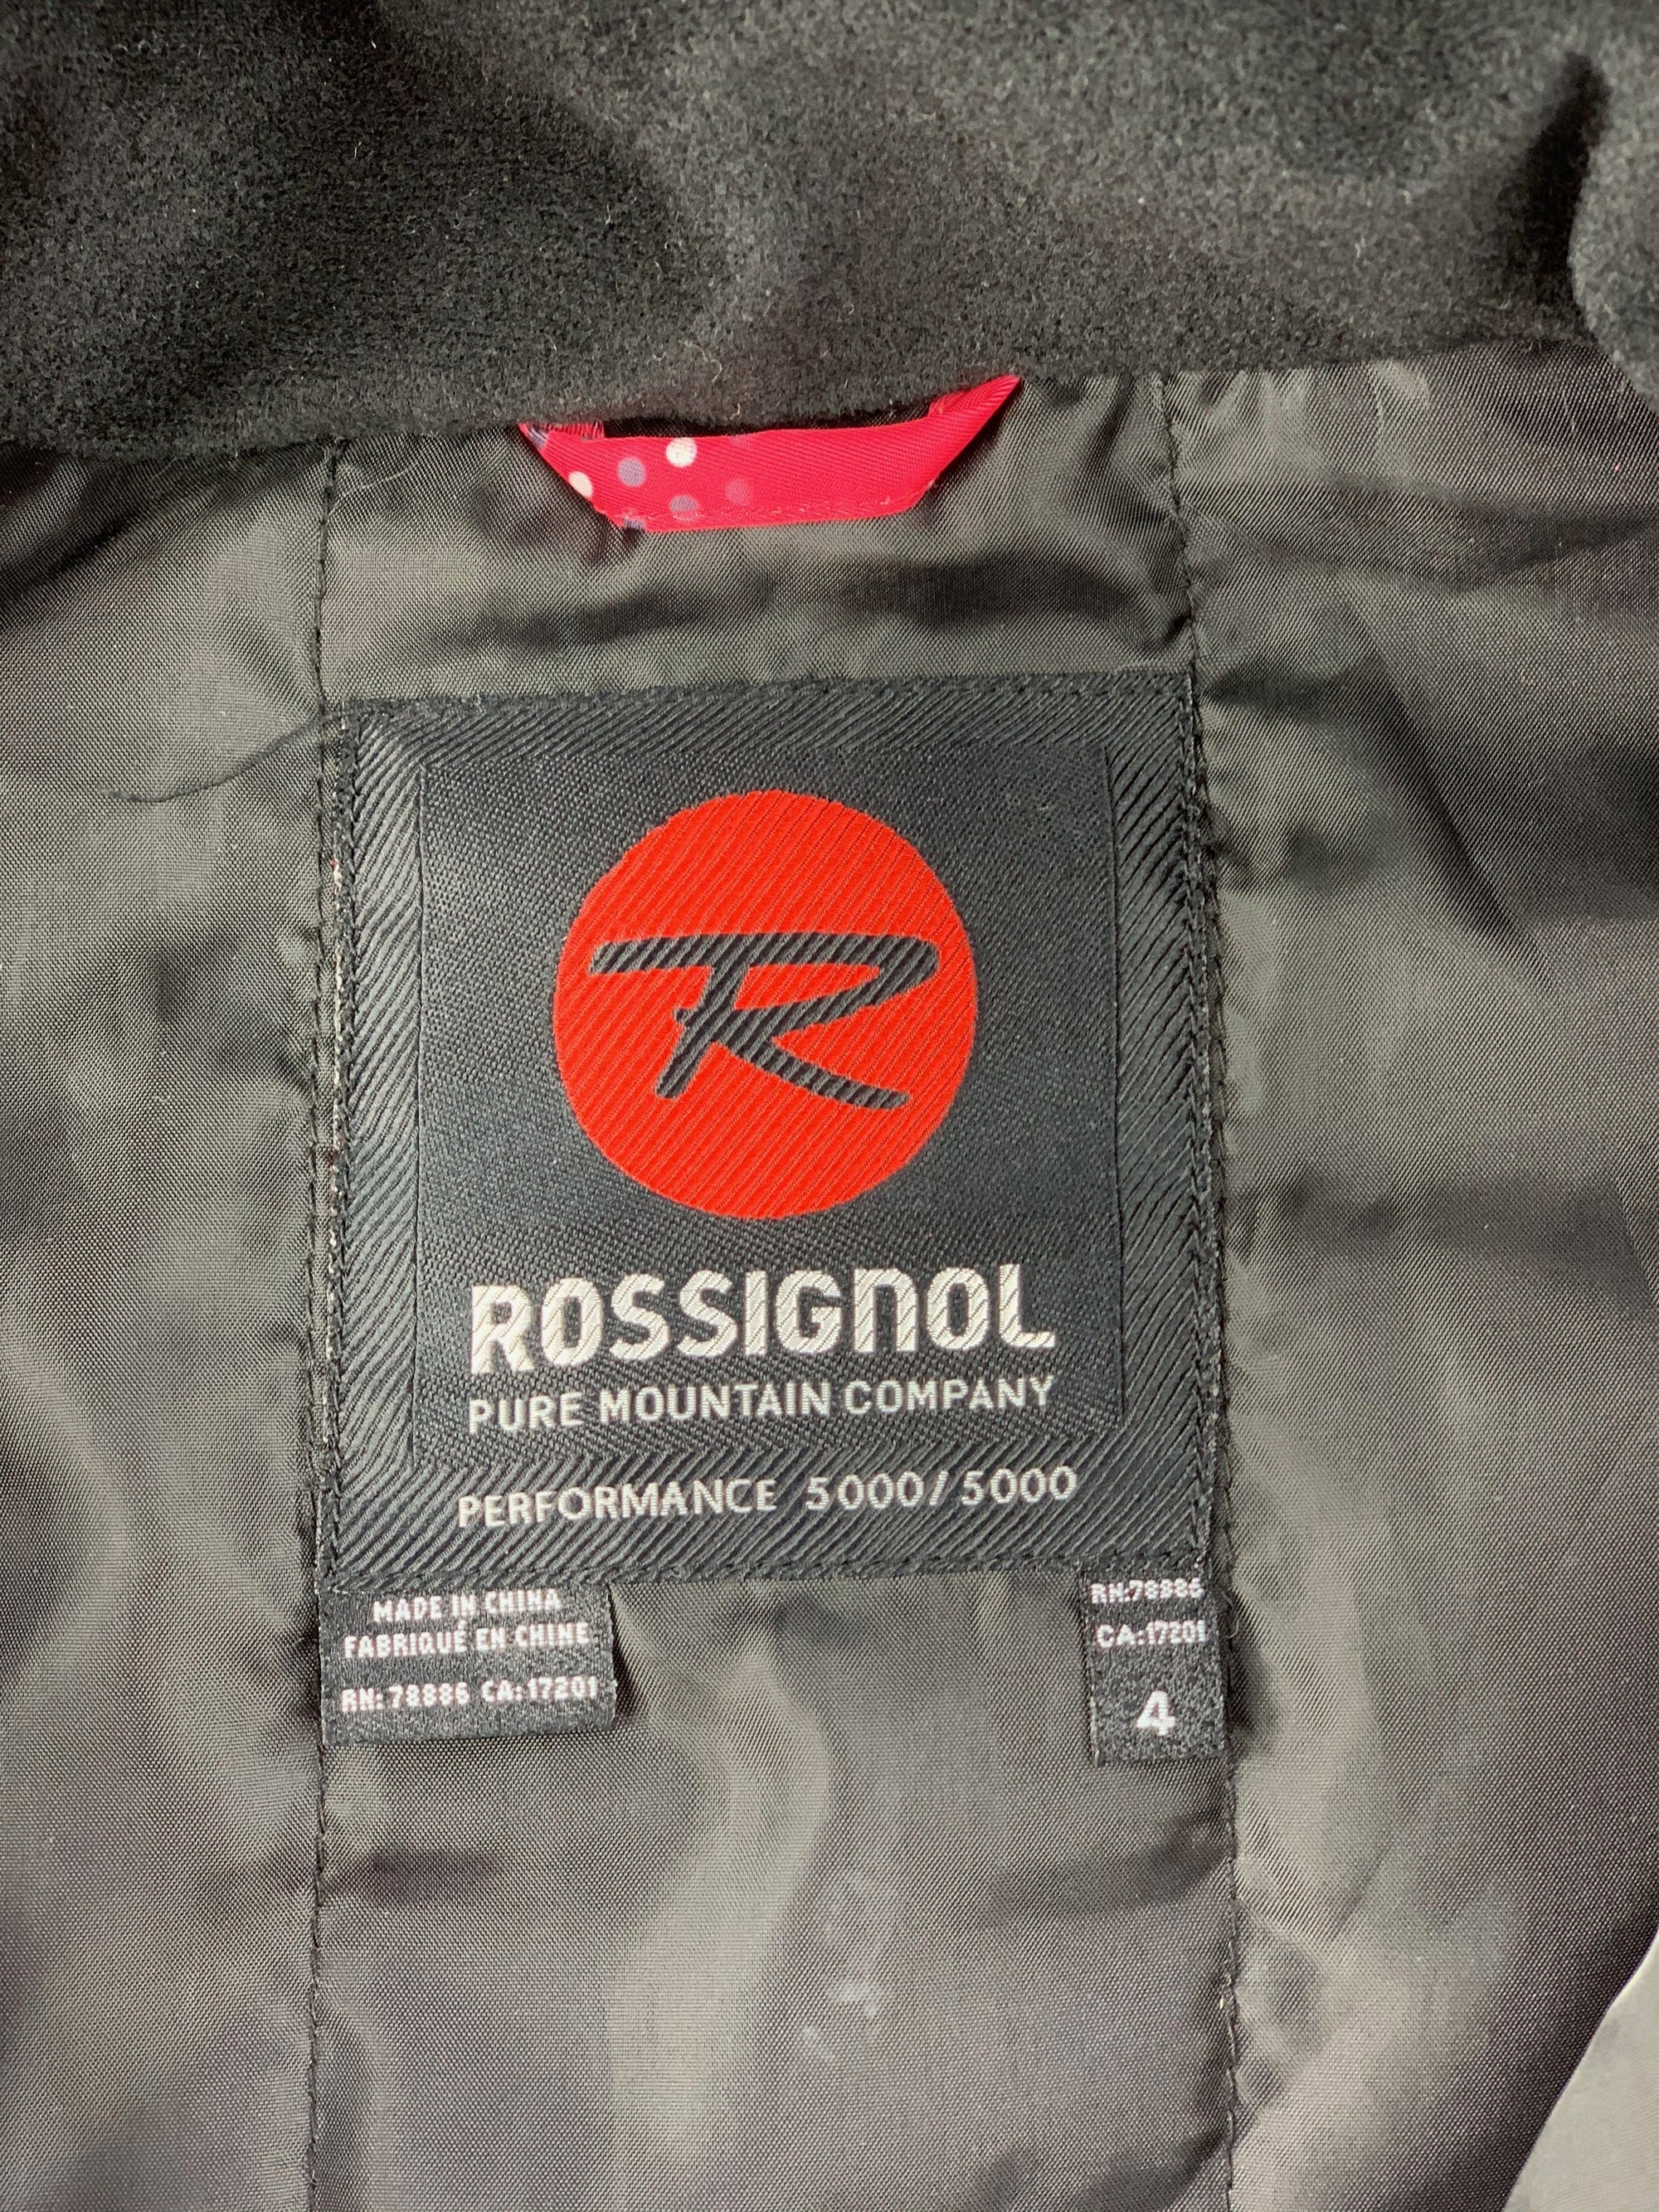 R
ROSSIGNOL
PURE MOUNTAIN COMPANY
PERFORMANCE 5000/5000
MADE IN CHINA
FABRIQUÉ EN CHINE
RN: 78886 CA:17201
RN:78886
CA:17201
4